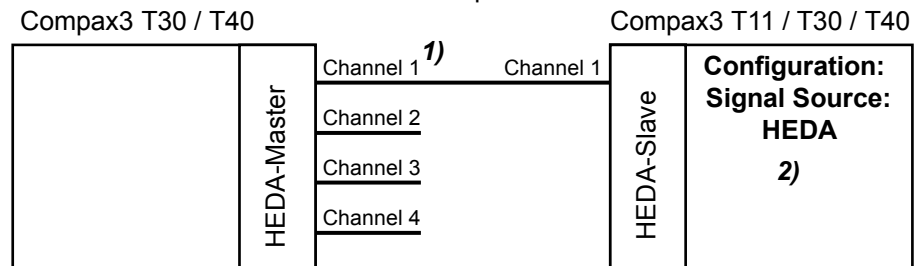 Compax3 T30 / T40
Compax3 T11 / T30 / T40
HEDA-Master
Channel 1
1)
Channel 1
Channel 2
Channel 3
Channel 4
HEDA-Slave
Configuration:
Signal Source:
HEDA
2)